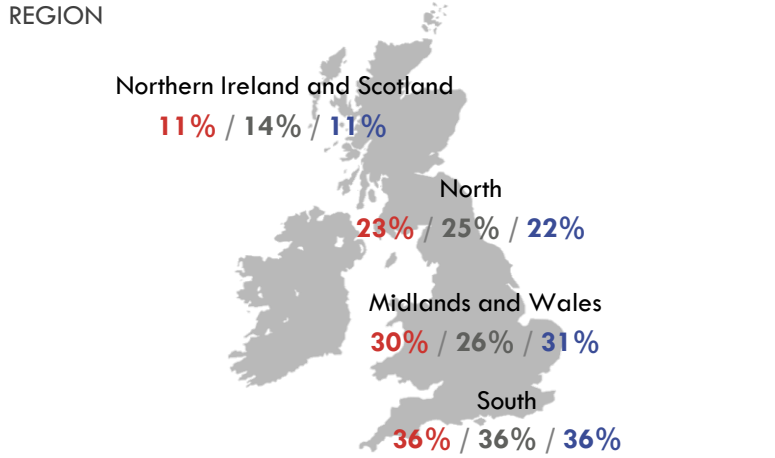 REGION
Northern Ireland and Scotland
11% / 14% / 11%
North
23% / 25% / 22%
Midlands and Wales
30% / 26% / 31%
South
36% / 36% / 36%